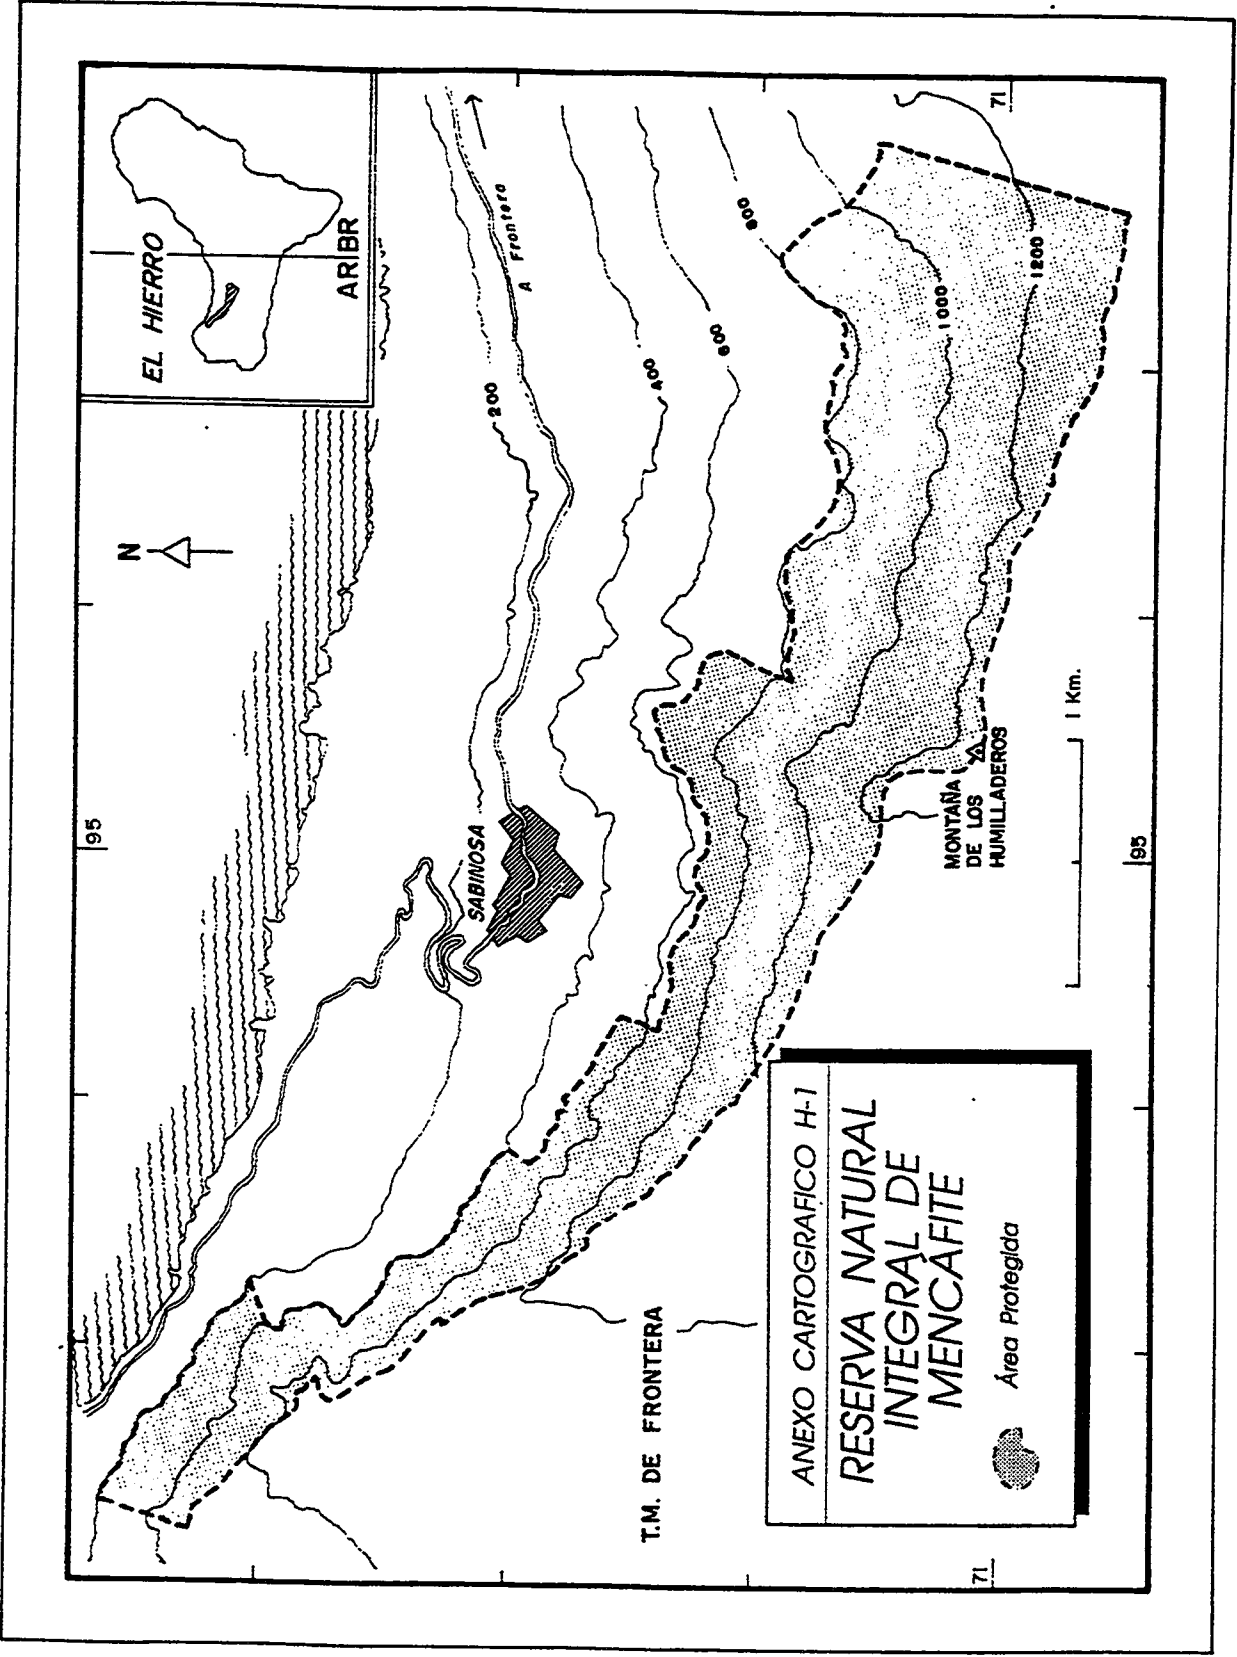 EL HIERRO
ARIBR
N
95
71
A Frontera
200
400
600
800
1000
1200
SABINOSA
MONTAÑA
DE LOS
HUMILLADEROS
1 Km.
95
71
T.M. DE FRONTERA
ANEXO CARTOGRAFICO H-1
RESERVA NATURAL
INTEGRAL DE
MENCAFITE
Área Protegida